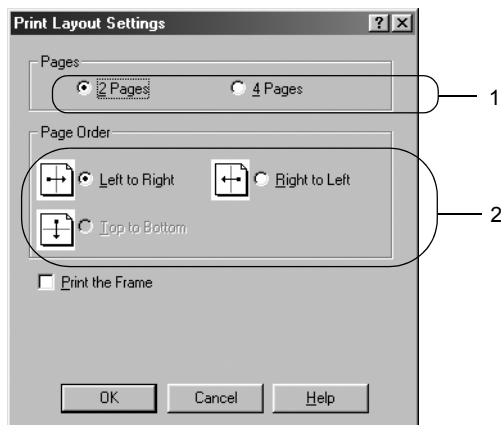 Print Layout Settings
Pages
2 Pages 4 Pages
1
Page Order
Left to Right Right to Left
Top to Bottom
2
Print the Frame
OK Cancel Help